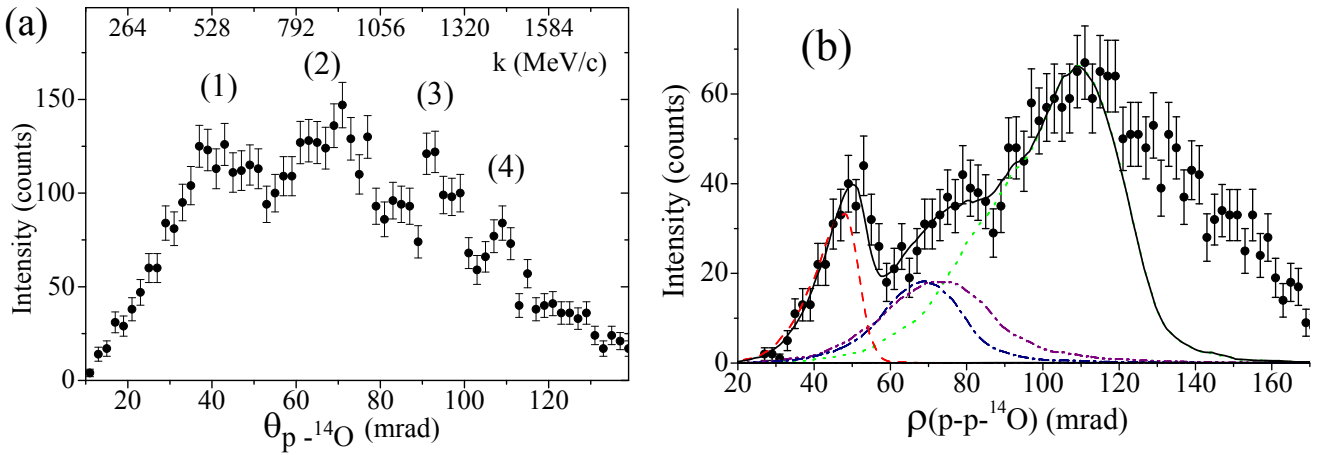 (a)
264 528 792 1056 1320 1584
k (MeV/c)
(1) (2) (3) (4)
150
100
50
0
Intensity (counts)
20 40 60 80 100 120
θp -¹⁴O (mrad)
(b)
60
40
20
0
Intensity (counts)
20 40 60 80 100 120 140 160
ρ(p-p-¹⁴O) (mrad)